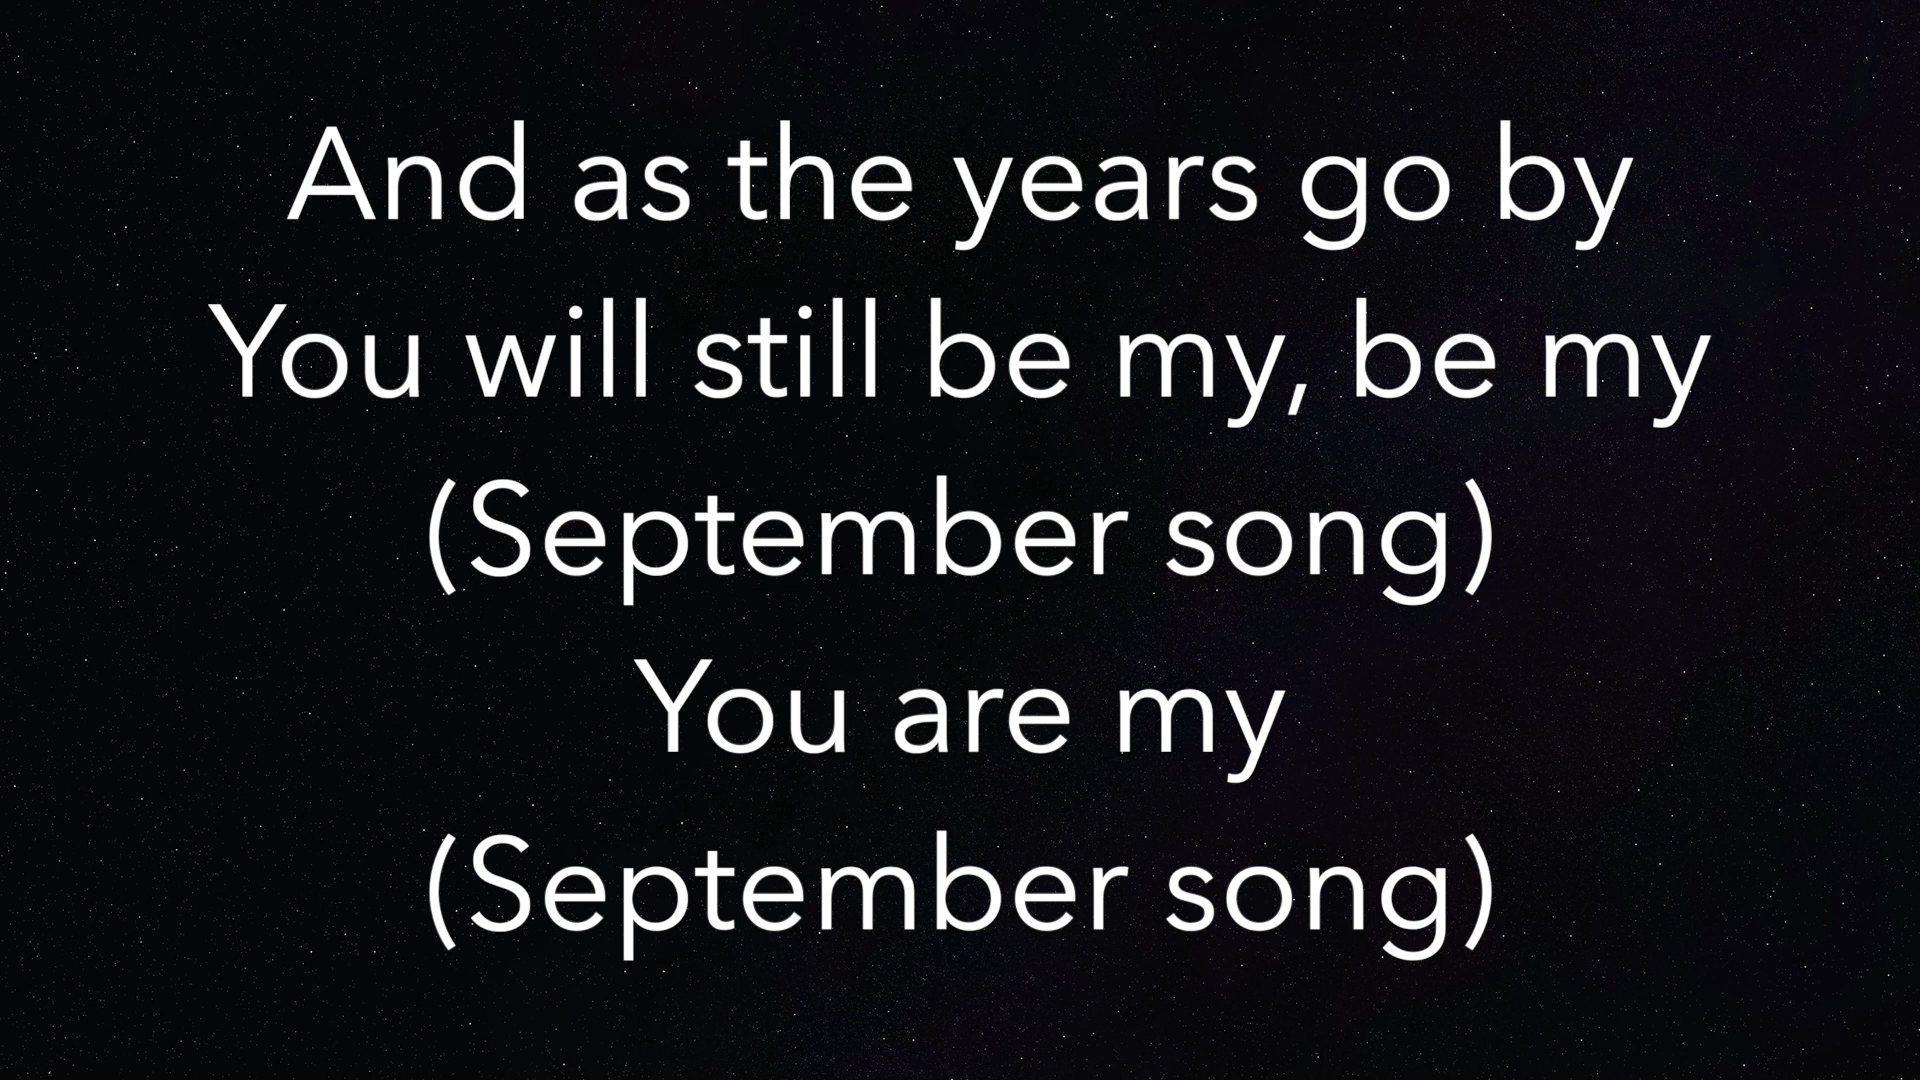 And as the years go by
You will still be my, be my
(September song)
You are my
(September song)